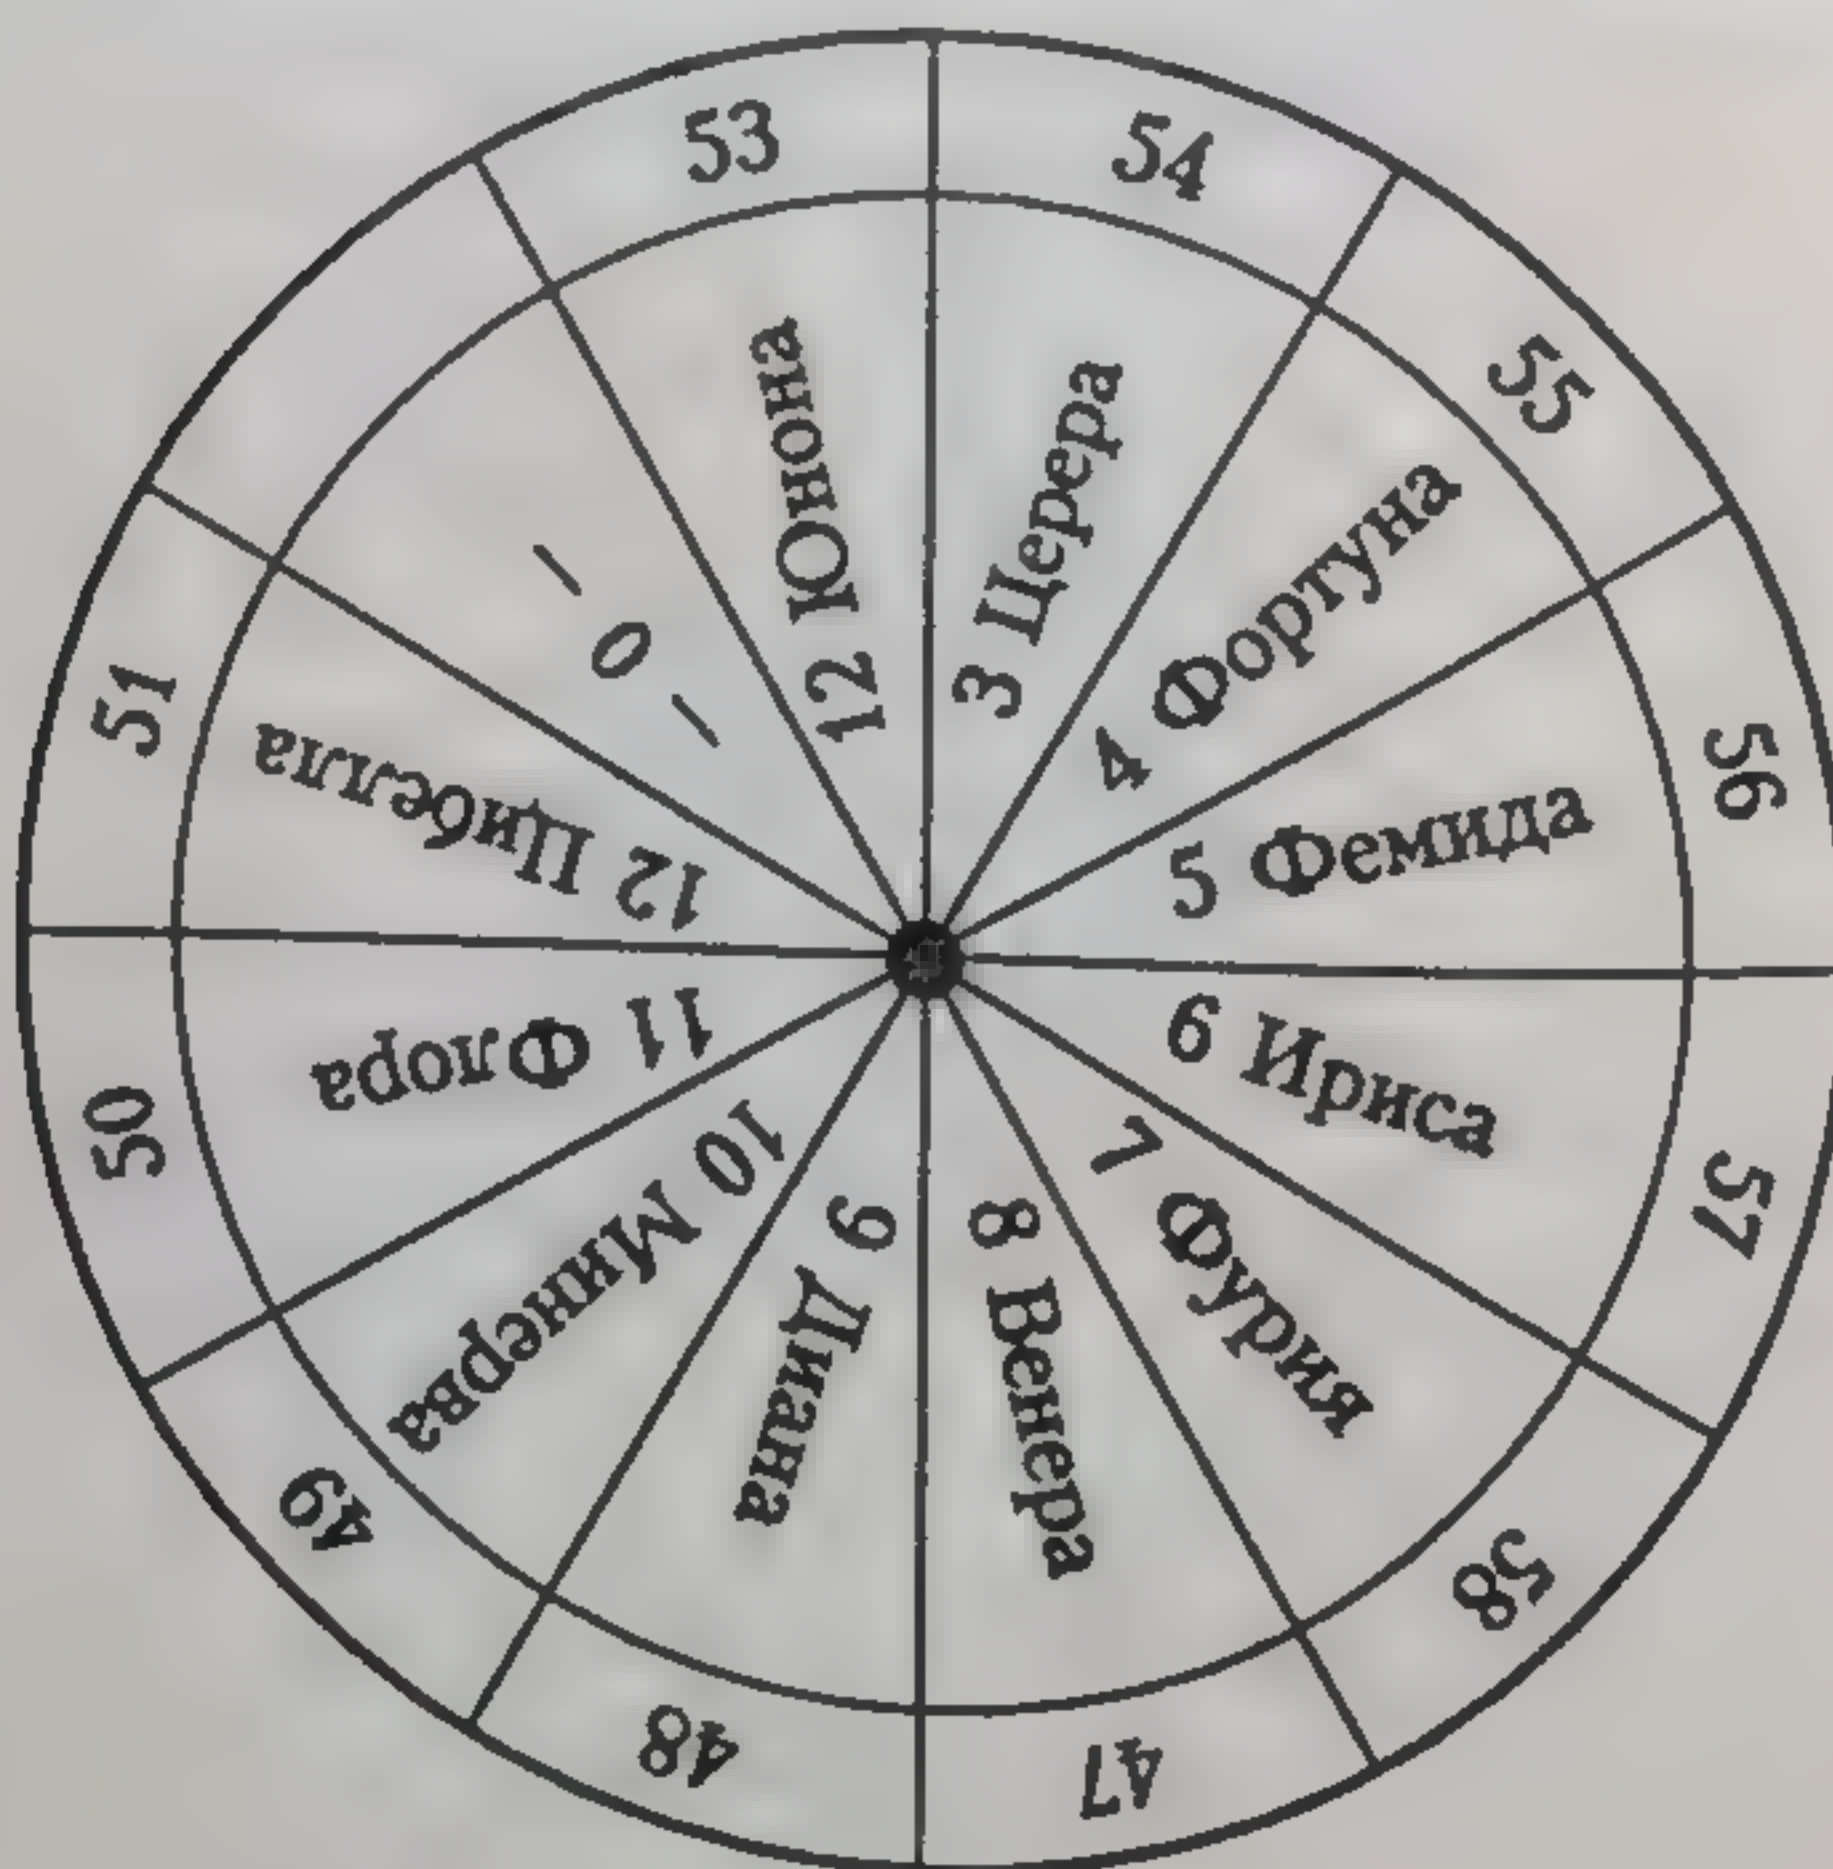 53
12 Юнона
54
3 Церера
55
4 Фортуна
56
5 Фемида
57
6 Ириса
58
7 Фурия
47
8 Венера
48
9 Диана
49
10 Минерва
50
11 Флора
51
12 Цибелла
– 0 –